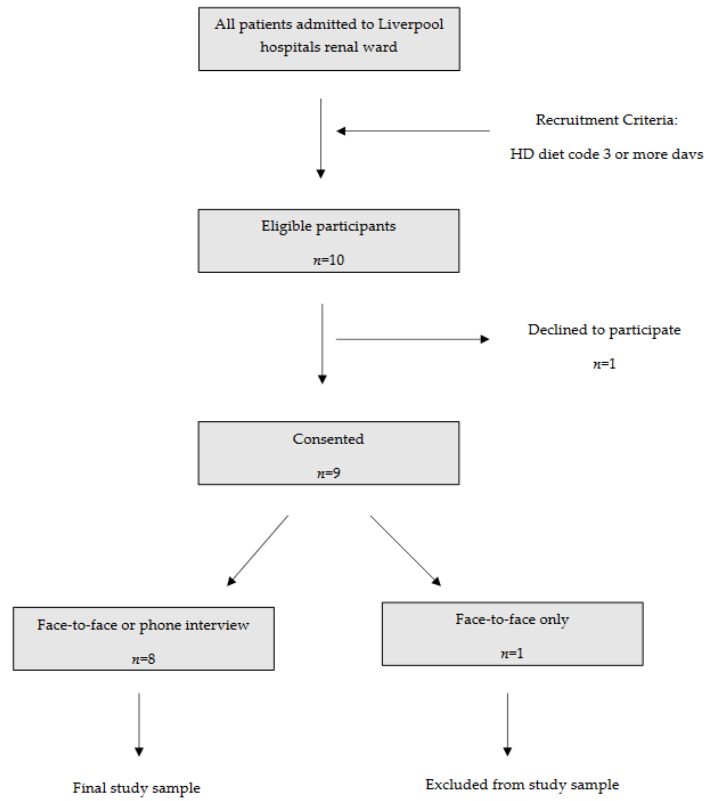 All patients admitted to Liverpool
hospitals renal ward
Recruitment Criteria:
HD diet code 3 or more days
Eligible participants
n=10
Declined to participate
n=1
Consented
n=9
Face-to-face or phone interview
n=8
Face-to-face only
n=1
Final study sample
Excluded from study sample